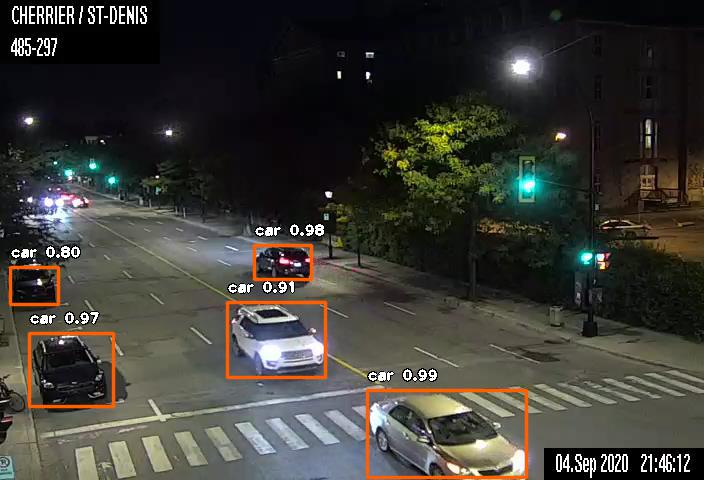 CHERRIER / ST-DENIS
485-297
car 0.98
car 0.80
car 0.91
car 0.97
car 0.99
04.Sep 2020 21:46:12